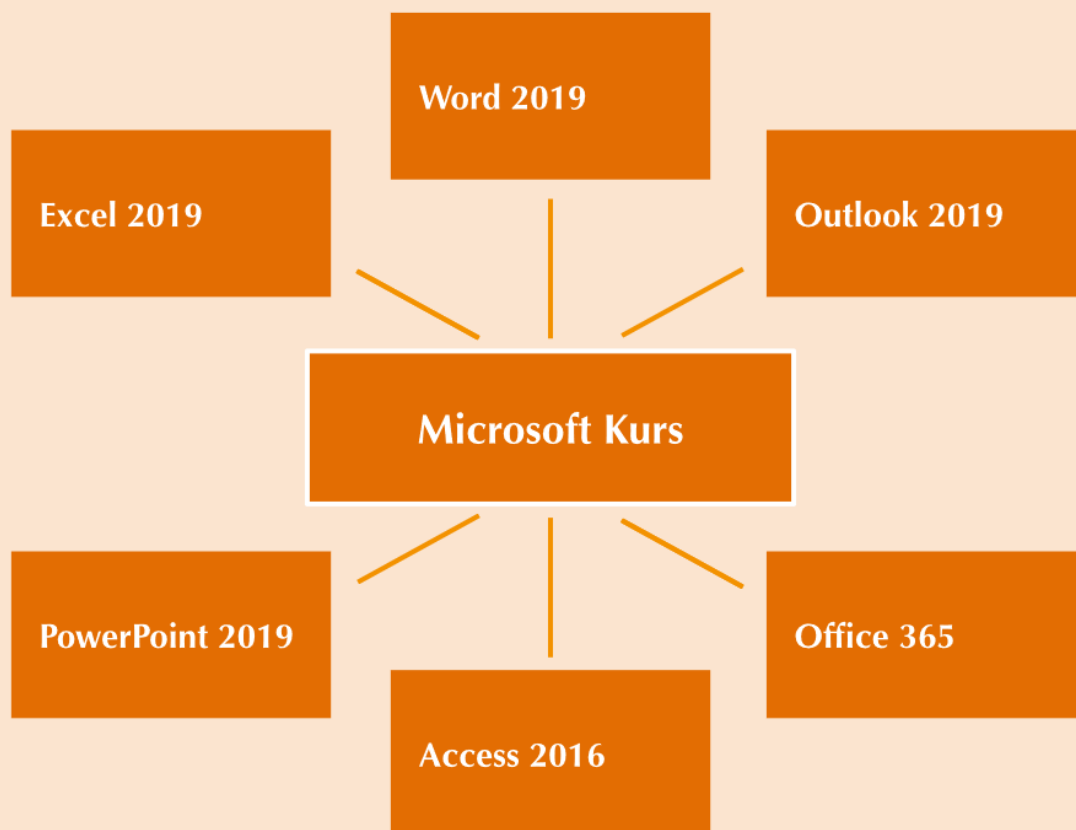 Word 2019
Excel 2019
Outlook 2019
Microsoft Kurs
PowerPoint 2019
Office 365
Access 2016